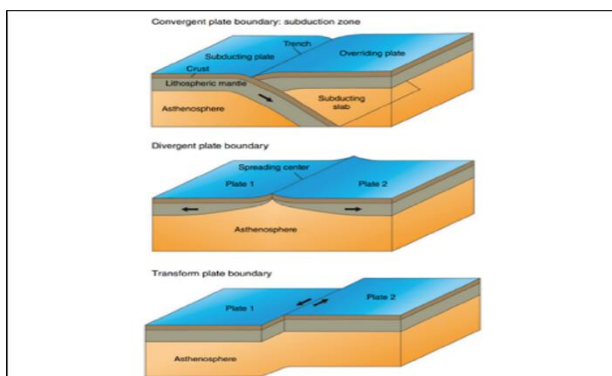 Convergent plate boundary: subduction zone
Trench
Subducting plate
Overriding plate
Crust
Lithospheric mantle
Asthenosphere
Subducting
slab
Divergent plate boundary
Spreading center
Plate 1
Plate 2
Asthenosphere
Transform plate boundary
Plate 1
Plate 2
Asthenosphere